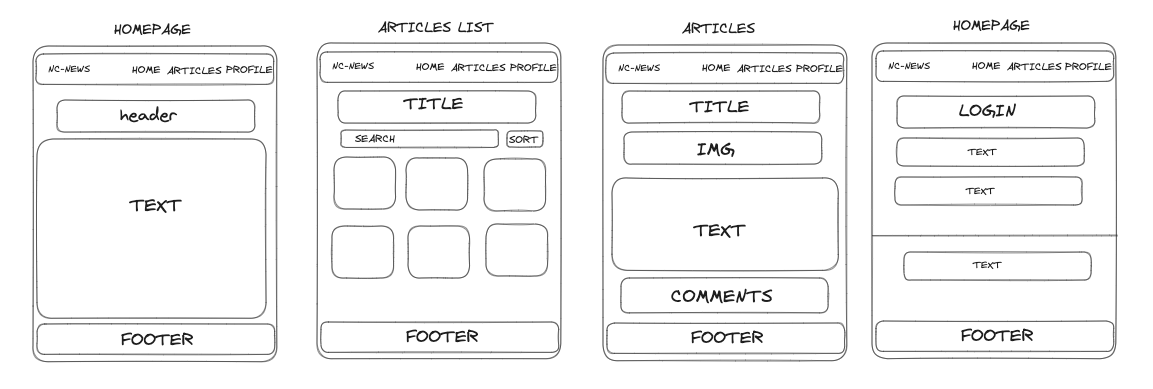 HOMEPAGE
NC-NEWS HOME ARTICLES PROFILE
header
TEXT
FOOTER
ARTICLES LIST
NC-NEWS HOME ARTICLES PROFILE
TITLE
SEARCH SORT
FOOTER
ARTICLES
NC-NEWS HOME ARTICLES PROFILE
TITLE
IMG
TEXT
COMMENTS
FOOTER
HOMEPAGE
NC-NEWS HOME ARTICLES PROFILE
LOGIN
TEXT
TEXT
TEXT
FOOTER